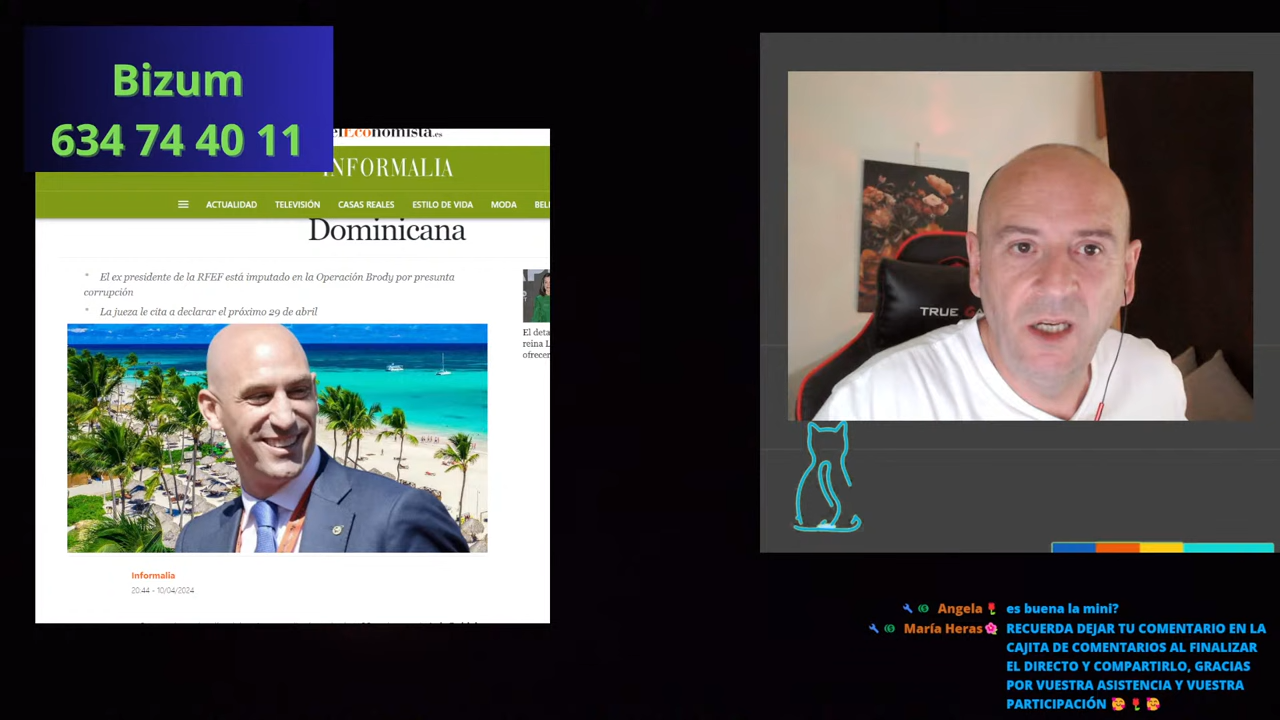 Bizum
634 74 40 11
elEconomista.es
INFORMALIA
ACTUALIDAD TELEVISIÓN CASAS REALES ESTILO DE VIDA MODA
Dominicana
* El ex presidente de la RFEF está imputado en la Operación Brody por presunta
corrupción
* La jueza le cita a declarar el próximo 29 de abril
El deta
reina L
ofrecer
Informalia
20:44 - 10/04/2024
TRUE
Angela🌷 es buena la mini?
María Heras🌸 RECUERDA DEJAR TU COMENTARIO EN LA
CAJITA DE COMENTARIOS AL FINALIZAR
EL DIRECTO Y COMPARTIRLO, GRACIAS
POR VUESTRA ASISTENCIA Y VUESTRA
PARTICIPACIÓN 🥰🌷🥰